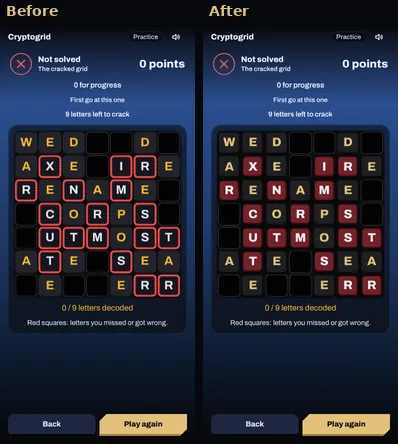 Before
Cryptogrid
Practice
Not solved
The cracked grid
0 points
0 for progress
First go at this one
9 letters left to crack
W E D D
A X E I R E
R E N A M E
C O R P S
U T M O S T
A T E S E A
E E R R
0 / 9 letters decoded
Red squares: letters you missed or got wrong.
Back
Play again
After
Cryptogrid
Practice
Not solved
The cracked grid
0 points
0 for progress
First go at this one
9 letters left to crack
W E D D
A X E I R E
R E N A M E
C O R P S
U T M O S T
A T E S E A
E E R R
0 / 9 letters decoded
Red squares: letters you missed or got wrong.
Back
Play again